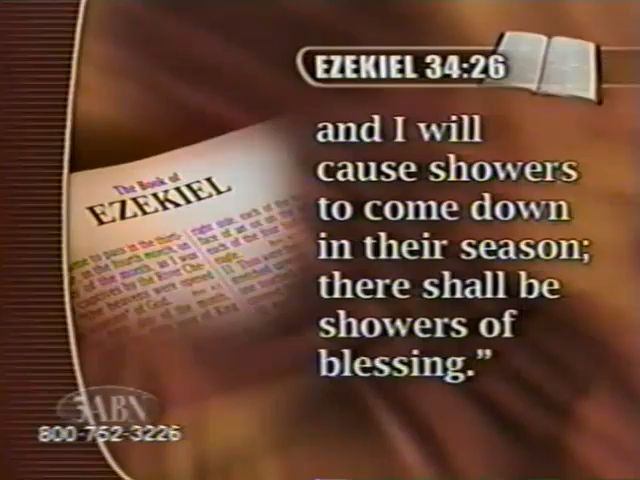 EZEKIEL 34:26
and I will
cause showers
to come down
in their season;
there shall be
showers of
blessing.”
The Book of
EZEKIEL
3ABN
800-752-3226